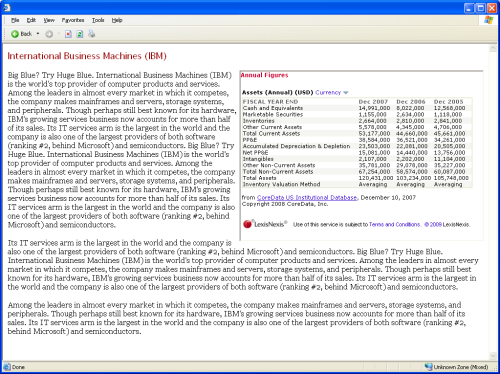 File Edit View Favorites Tools Help
Back
International Business Machines (IBM)
Big Blue? Try Huge Blue. International Business Machines (IBM)
is the world's top provider of computer products and services.
Among the leaders in almost every market in which it competes,
the company makes mainframes and servers, storage systems,
and peripherals. Though perhaps still best known for its hardware,
IBM's growing services business now accounts for more than half
of its sales. Its IT services arm is the largest in the world and the
company is also one of the largest providers of both software
(ranking #2, behind Microsoft) and semiconductors. Big Blue? Try
Huge Blue. International Business Machines (IBM) is the world's
top provider of computer products and services. Among the
leaders in almost every market in which it competes, the company
makes mainframes and servers, storage systems, and peripherals.
Though perhaps still best known for its hardware, IBM's growing
services business now accounts for more than half of its sales. Its
IT services arm is the largest in the world and the company is also
one of the largest providers of both software (ranking #2, behind
Microsoft) and semiconductors.
Annual Figures
Assets (Annual) (USD) Currency
FISCAL YEAR END Dec 2007 Dec 2006 Dec 2005
Cash and Equivalents 14,991,000 8,022,000 12,568,000
Marketable Securities 1,155,000 2,634,000 1,118,000
Inventories 2,664,000 2,810,000 2,841,000
Other Current Assets 5,578,000 4,345,000 4,706,000
Total Current Assets 53,177,000 44,660,000 45,661,000
PP&E 38,584,000 36,521,000 34,261,000
Accumulated Depreciation & Depletion 23,503,000 22,081,000 20,505,000
Net PP&E 15,081,000 14,440,000 13,756,000
Intangibles 2,107,000 2,202,000 11,104,000
Other Non-Current Assets 35,781,000 29,078,000 35,227,000
Total Non-Current Assets 67,254,000 58,574,000 60,087,000
Total Assets 120,431,000 103,234,000 105,748,000
Inventory Valuation Method Averaging Averaging Averaging
from CoreData US Institutional Database, December 10, 2007
Copyright 2008 CoreData, Inc.
LexisNexis® Use of this service is subject to Terms and Conditions. © 2009 LexisNexis.
Its IT services arm is the largest in the world and the company is
also one of the largest providers of both software (ranking #2, behind Microsoft) and semiconductors. Big Blue? Try Huge Blue.
International Business Machines (IBM) is the world's top provider of computer products and services. Among the leaders in almost every
market in which it competes, the company makes mainframes and servers, storage systems, and peripherals. Though perhaps still best
known for its hardware, IBM's growing services business now accounts for more than half of its sales. Its IT services arm is the largest in
the world and the company is also one of the largest providers of both software (ranking #2, behind Microsoft) and semiconductors.
Among the leaders in almost every market in which it competes, the company makes mainframes and servers, storage systems, and
peripherals. Though perhaps still best known for its hardware, IBM's growing services business now accounts for more than half of its
sales. Its IT services arm is the largest in the world and the company is also one of the largest providers of both software (ranking #2,
behind Microsoft) and semiconductors.
Done Unknown Zone (Mixed)